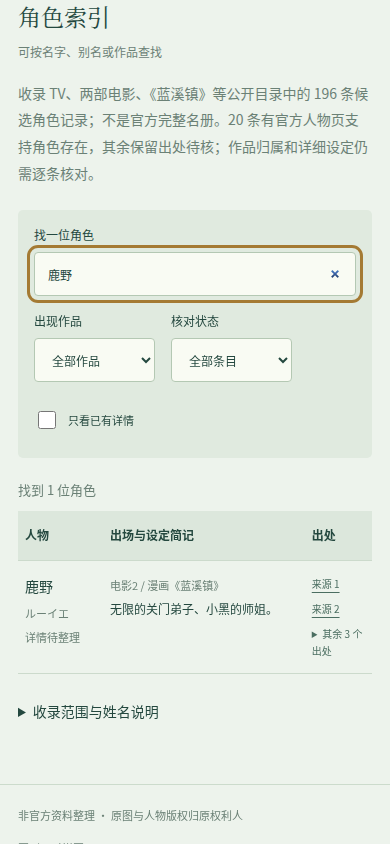 角色索引
可按名字、别名或作品查找
收录 TV、两部电影、《蓝溪镇》等公开目录中的 196 条候
选角色记录；不是官方完整名册。20 条有官方人物页支
持角色存在，其余保留出处待核；作品归属和详细设定仍
需逐条核对。
找一位角色
鹿野 ×
出现作品 核对状态
全部作品 全部条目
只看已有详情
找到 1 位角色
人物 出场与设定简记 出处
鹿野
ルーイエ
详情待整理
电影2 / 漫画《蓝溪镇》
无限的关门弟子、小黑的师姐。
来源 1
来源 2
▶ 其余 3 个
出处
▶ 收录范围与姓名说明
非官方资料整理 · 原图与人物版权归原权利人